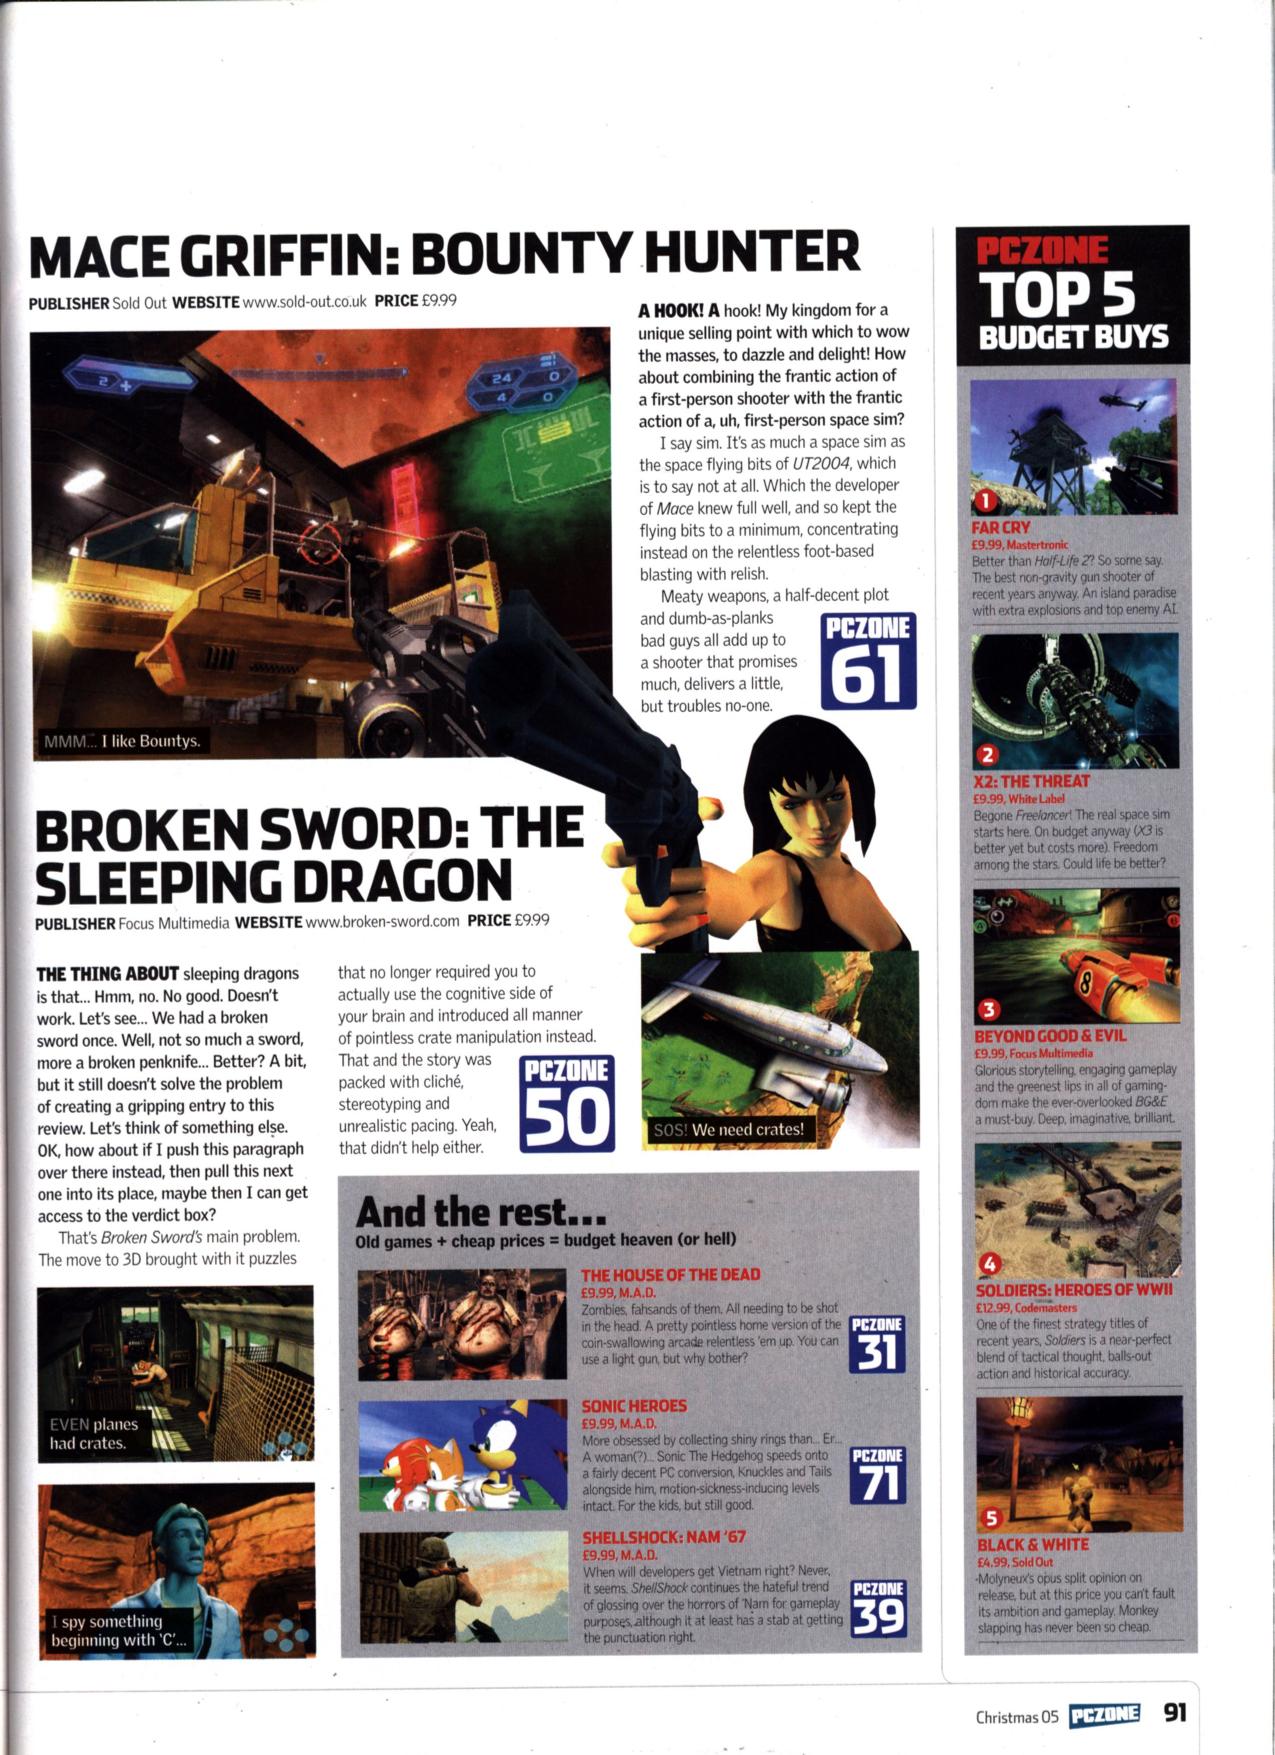 MACE GRIFFIN: BOUNTY HUNTER
PUBLISHER Sold Out WEBSITE www.sold-out.co.uk PRICE £9.99
MMM... I like Bountys.
A HOOK! A hook! My kingdom for a
unique selling point with which to wow
the masses, to dazzle and delight! How
about combining the frantic action of
a first-person shooter with the frantic
action of a, uh, first-person space sim?
I say sim. It's as much a space sim as
the space flying bits of UT2004, which
is to say not at all. Which the developer
of Mace knew full well, and so kept the
flying bits to a minimum, concentrating
instead on the relentless foot-based
blasting with relish.
Meaty weapons, a half-decent plot
and dumb-as-planks
bad guys all add up to
a shooter that promises
much, delivers a little,
but troubles no-one.
PCZONE
61
BROKEN SWORD: THE
SLEEPING DRAGON
PUBLISHER Focus Multimedia WEBSITE www.broken-sword.com PRICE £9.99
THE THING ABOUT sleeping dragons
is that... Hmm, no. No good. Doesn't
work. Let's see... We had a broken
sword once. Well, not so much a sword,
more a broken penknife... Better? A bit,
but it still doesn't solve the problem
of creating a gripping entry to this
review. Let's think of something else.
OK, how about if I push this paragraph
over there instead, then pull this next
one into its place, maybe then I can get
access to the verdict box?
That's Broken Sword's main problem.
The move to 3D brought with it puzzles
that no longer required you to
actually use the cognitive side of
your brain and introduced all manner
of pointless crate manipulation instead.
That and the story was
packed with cliché,
stereotyping and
unrealistic pacing. Yeah,
that didn't help either.
PCZONE
50
SOS! We need crates!
EVEN planes
had crates.
I spy something
beginning with 'C'...
And the rest...
Old games + cheap prices = budget heaven (or hell)
THE HOUSE OF THE DEAD
£9.99, M.A.D.
Zombies, fahsands of them. All needing to be shot
in the head. A pretty pointless home version of the
coin-swallowing arcade relentless 'em up. You can
use a light gun, but why bother?
PCZONE
31
SONIC HEROES
£9.99, M.A.D.
More obsessed by collecting shiny rings than... Er...
A woman(?)... Sonic The Hedgehog speeds onto
a fairly decent PC conversion, Knuckles and Tails
alongside him, motion-sickness-inducing levels
intact. For the kids, but still good.
PCZONE
71
SHELLSHOCK: NAM '67
£9.99, M.A.D.
When will developers get Vietnam right? Never,
it seems. ShellShock continues the hateful trend
of glossing over the horrors of 'Nam for gameplay
purposes, although it at least has a stab at getting
the punctuation right.
PCZONE
39
PCZONE
TOP 5
BUDGET BUYS
1
FAR CRY
£9.99, Mastertronic
Better than Half-Life 2? So some say.
The best non-gravity gun shooter of
recent years anyway. An island paradise
with extra explosions and top enemy AI.
2
X2: THE THREAT
£9.99, White Label
Begone Freelancer! The real space sim
starts here. On budget anyway (X3 is
better yet but costs more). Freedom
among the stars. Could life be better?
3
BEYOND GOOD & EVIL
£9.99, Focus Multimedia
Glorious storytelling, engaging gameplay
and the greenest lips in all of gaming-
dom make the ever-overlooked BG&E
a must-buy. Deep, imaginative, brilliant.
4
SOLDIERS: HEROES OF WWII
£12.99, Codemasters
One of the finest strategy titles of
recent years, Soldiers is a near-perfect
blend of tactical thought, balls-out
action and historical accuracy.
5
BLACK & WHITE
£4.99, Sold Out
Molyneux's opus split opinion on
release, but at this price you can't fault
its ambition and gameplay. Monkey
slapping has never been so cheap.
Christmas 05 PCZONE 91